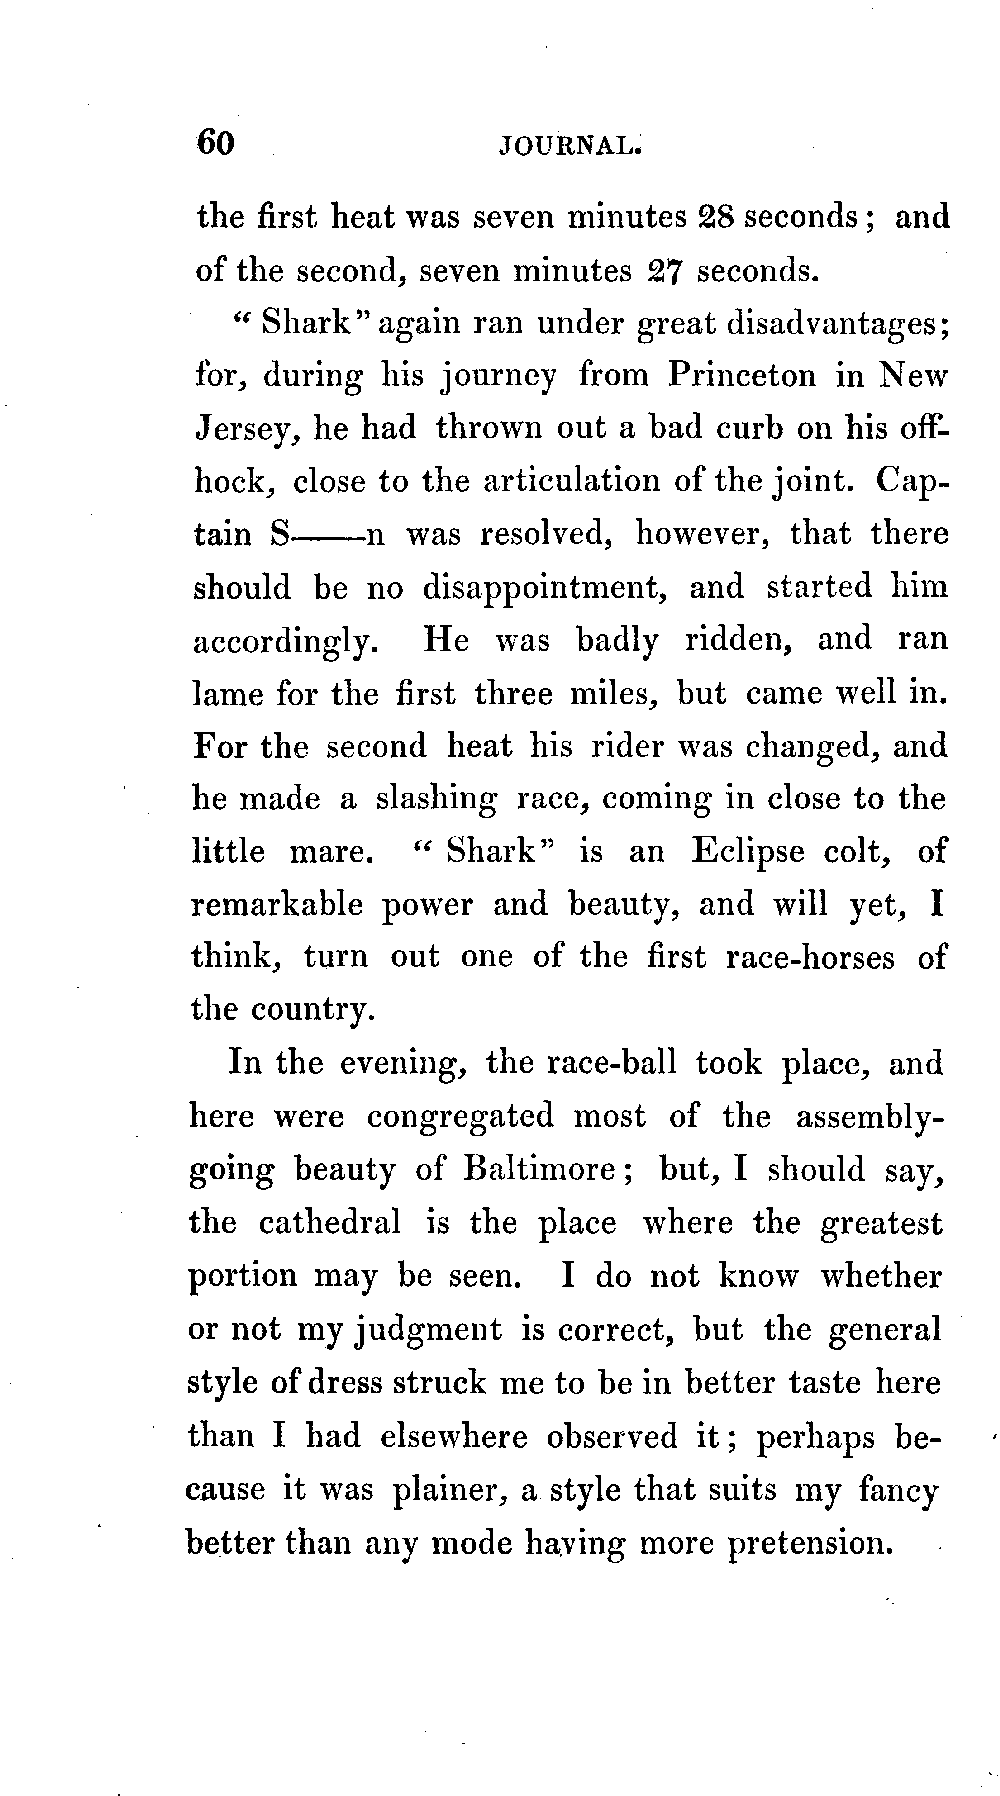 60 JOURNAL.
the first heat was seven minutes 28 seconds; and
of the second, seven minutes 27 seconds.
“ Shark” again ran under great disadvantages;
for, during his journey from Princeton in New
Jersey, he had thrown out a bad curb on his off-
hock, close to the articulation of the joint. Cap-
tain S——n was resolved, however, that there
should be no disappointment, and started him
accordingly. He was badly ridden, and ran
lame for the first three miles, but came well in.
For the second heat his rider was changed, and
he made a slashing race, coming in close to the
little mare. “ Shark” is an Eclipse colt, of
remarkable power and beauty, and will yet, I
think, turn out one of the first race-horses of
the country.
In the evening, the race-ball took place, and
here were congregated most of the assembly-
going beauty of Baltimore; but, I should say,
the cathedral is the place where the greatest
portion may be seen. I do not know whether
or not my judgment is correct, but the general
style of dress struck me to be in better taste here
than I had elsewhere observed it; perhaps be-
cause it was plainer, a style that suits my fancy
better than any mode having more pretension.